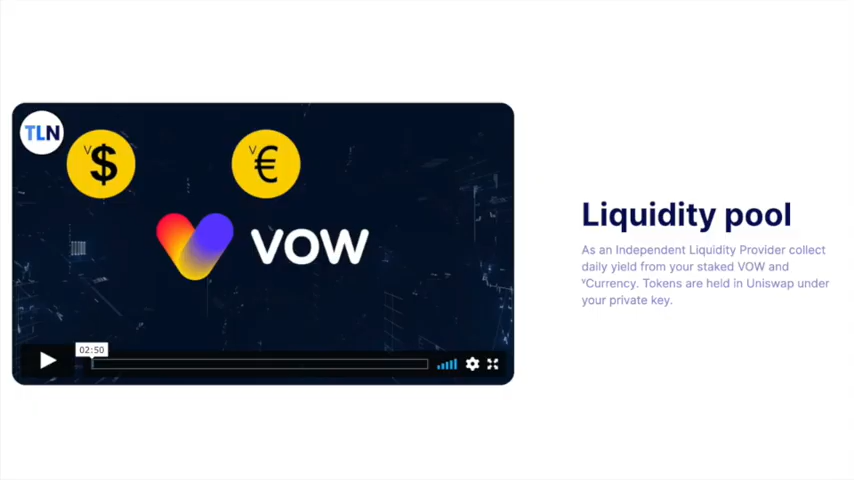 TLN
V$
V€
VOW
02:50
Liquidity pool
As an Independent Liquidity Provider collect
daily yield from your staked VOW and
ᵛCurrency. Tokens are held in Uniswap under
your private key.